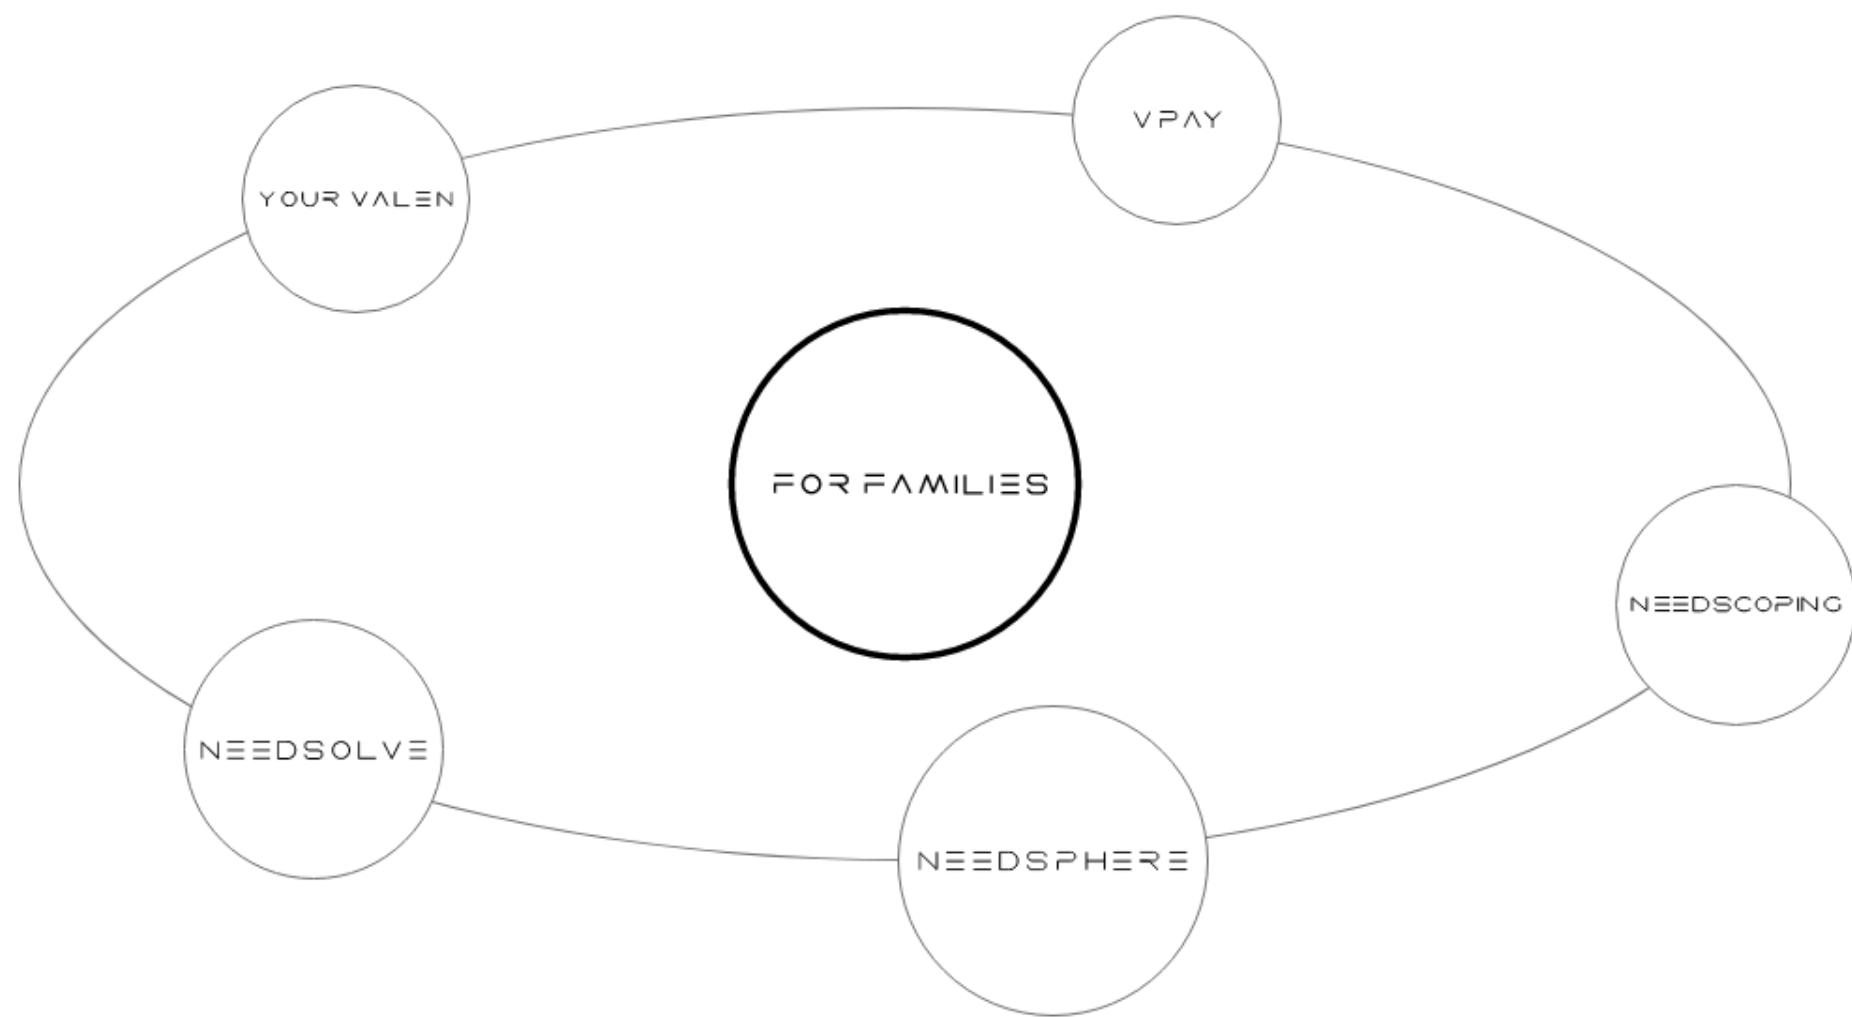 VPAY
YOUR VALEN
FOR FAMILIES
NEEDSCOPING
NEEDSOLVE
NEEDSPHERE